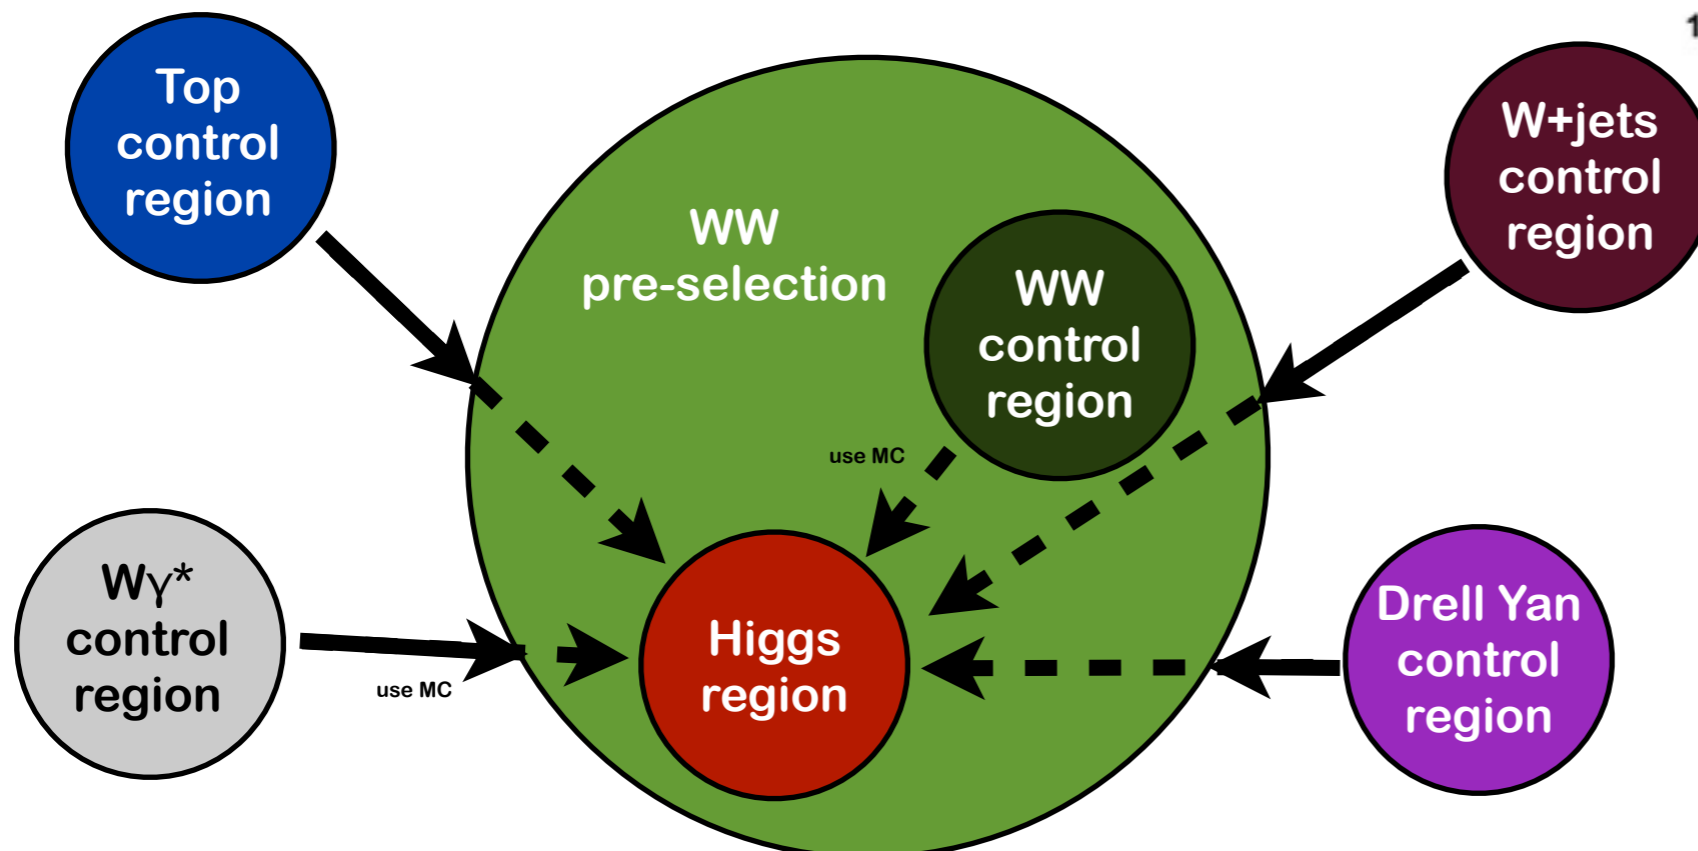 1
Top
control
region
W+jets
control
region
WW
pre-selection
WW
control
region
use MC
Wγ*
control
region
use MC
Higgs
region
Drell Yan
control
region